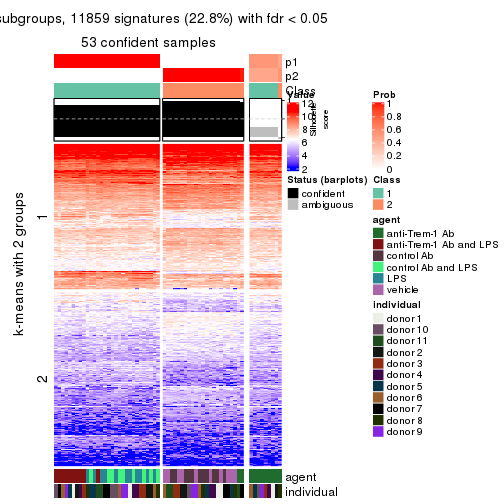 subgroups, 11859 signatures (22.8%) with fdr < 0.05
53 confident samples
p1
p2
Class
Silhouette
score
k-means with 2 groups
1
2
agent
individual
Value
12
10
8
6
4
2
Status (barplots)
confident
ambiguous
Prob
1
0.8
0.6
0.4
0.2
0
Class
1
2
agent
anti-Trem-1 Ab
anti-Trem-1 Ab and LPS
control Ab
control Ab and LPS
LPS
vehicle
individual
donor 1
donor 10
donor 11
donor 2
donor 3
donor 4
donor 5
donor 6
donor 7
donor 8
donor 9